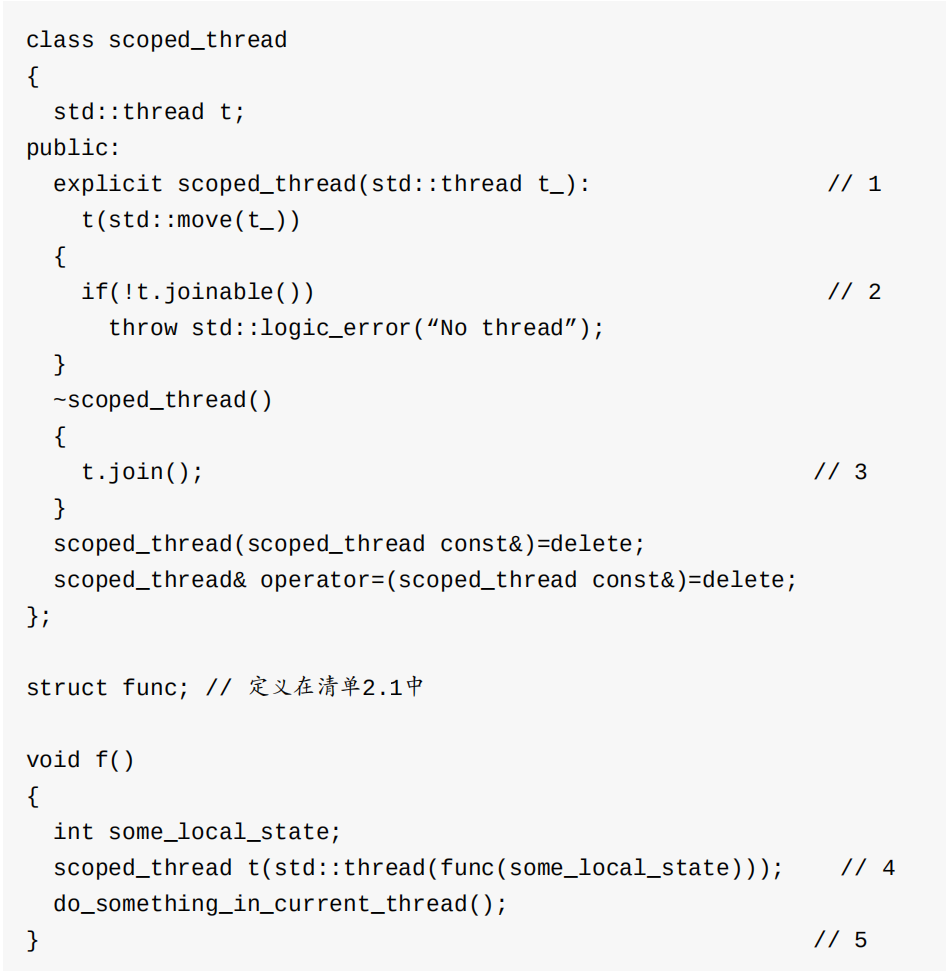 class scoped_thread
{
  std::thread t;
public:
  explicit scoped_thread(std::thread t_):                 // 1
    t(std::move(t_))
  {
    if(!t.joinable())                                     // 2
      throw std::logic_error(“No thread”);
  }
  ~scoped_thread()
  {
    t.join();                                            // 3
  }
  scoped_thread(scoped_thread const&)=delete;
  scoped_thread& operator=(scoped_thread const&)=delete;
};

struct func; // 定义在清单2.1中

void f()
{
  int some_local_state;
  scoped_thread t(std::thread(func(some_local_state)));    // 4
  do_something_in_current_thread();
}                                                        // 5